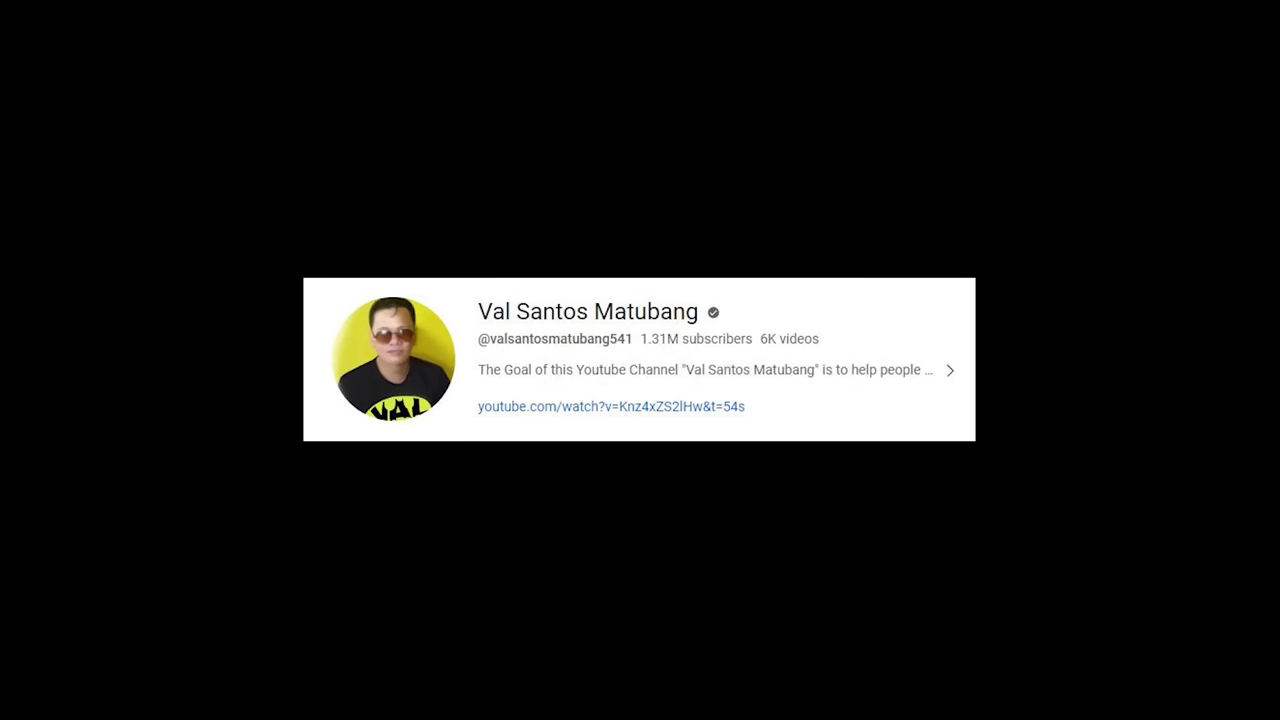 Val Santos Matubang
@valsantosmatubang541 1.31M subscribers 6K videos
The Goal of this Youtube Channel "Val Santos Matubang" is to help people ...
youtube.com/watch?v=Knz4xZS2lHw&t=54s
VAL